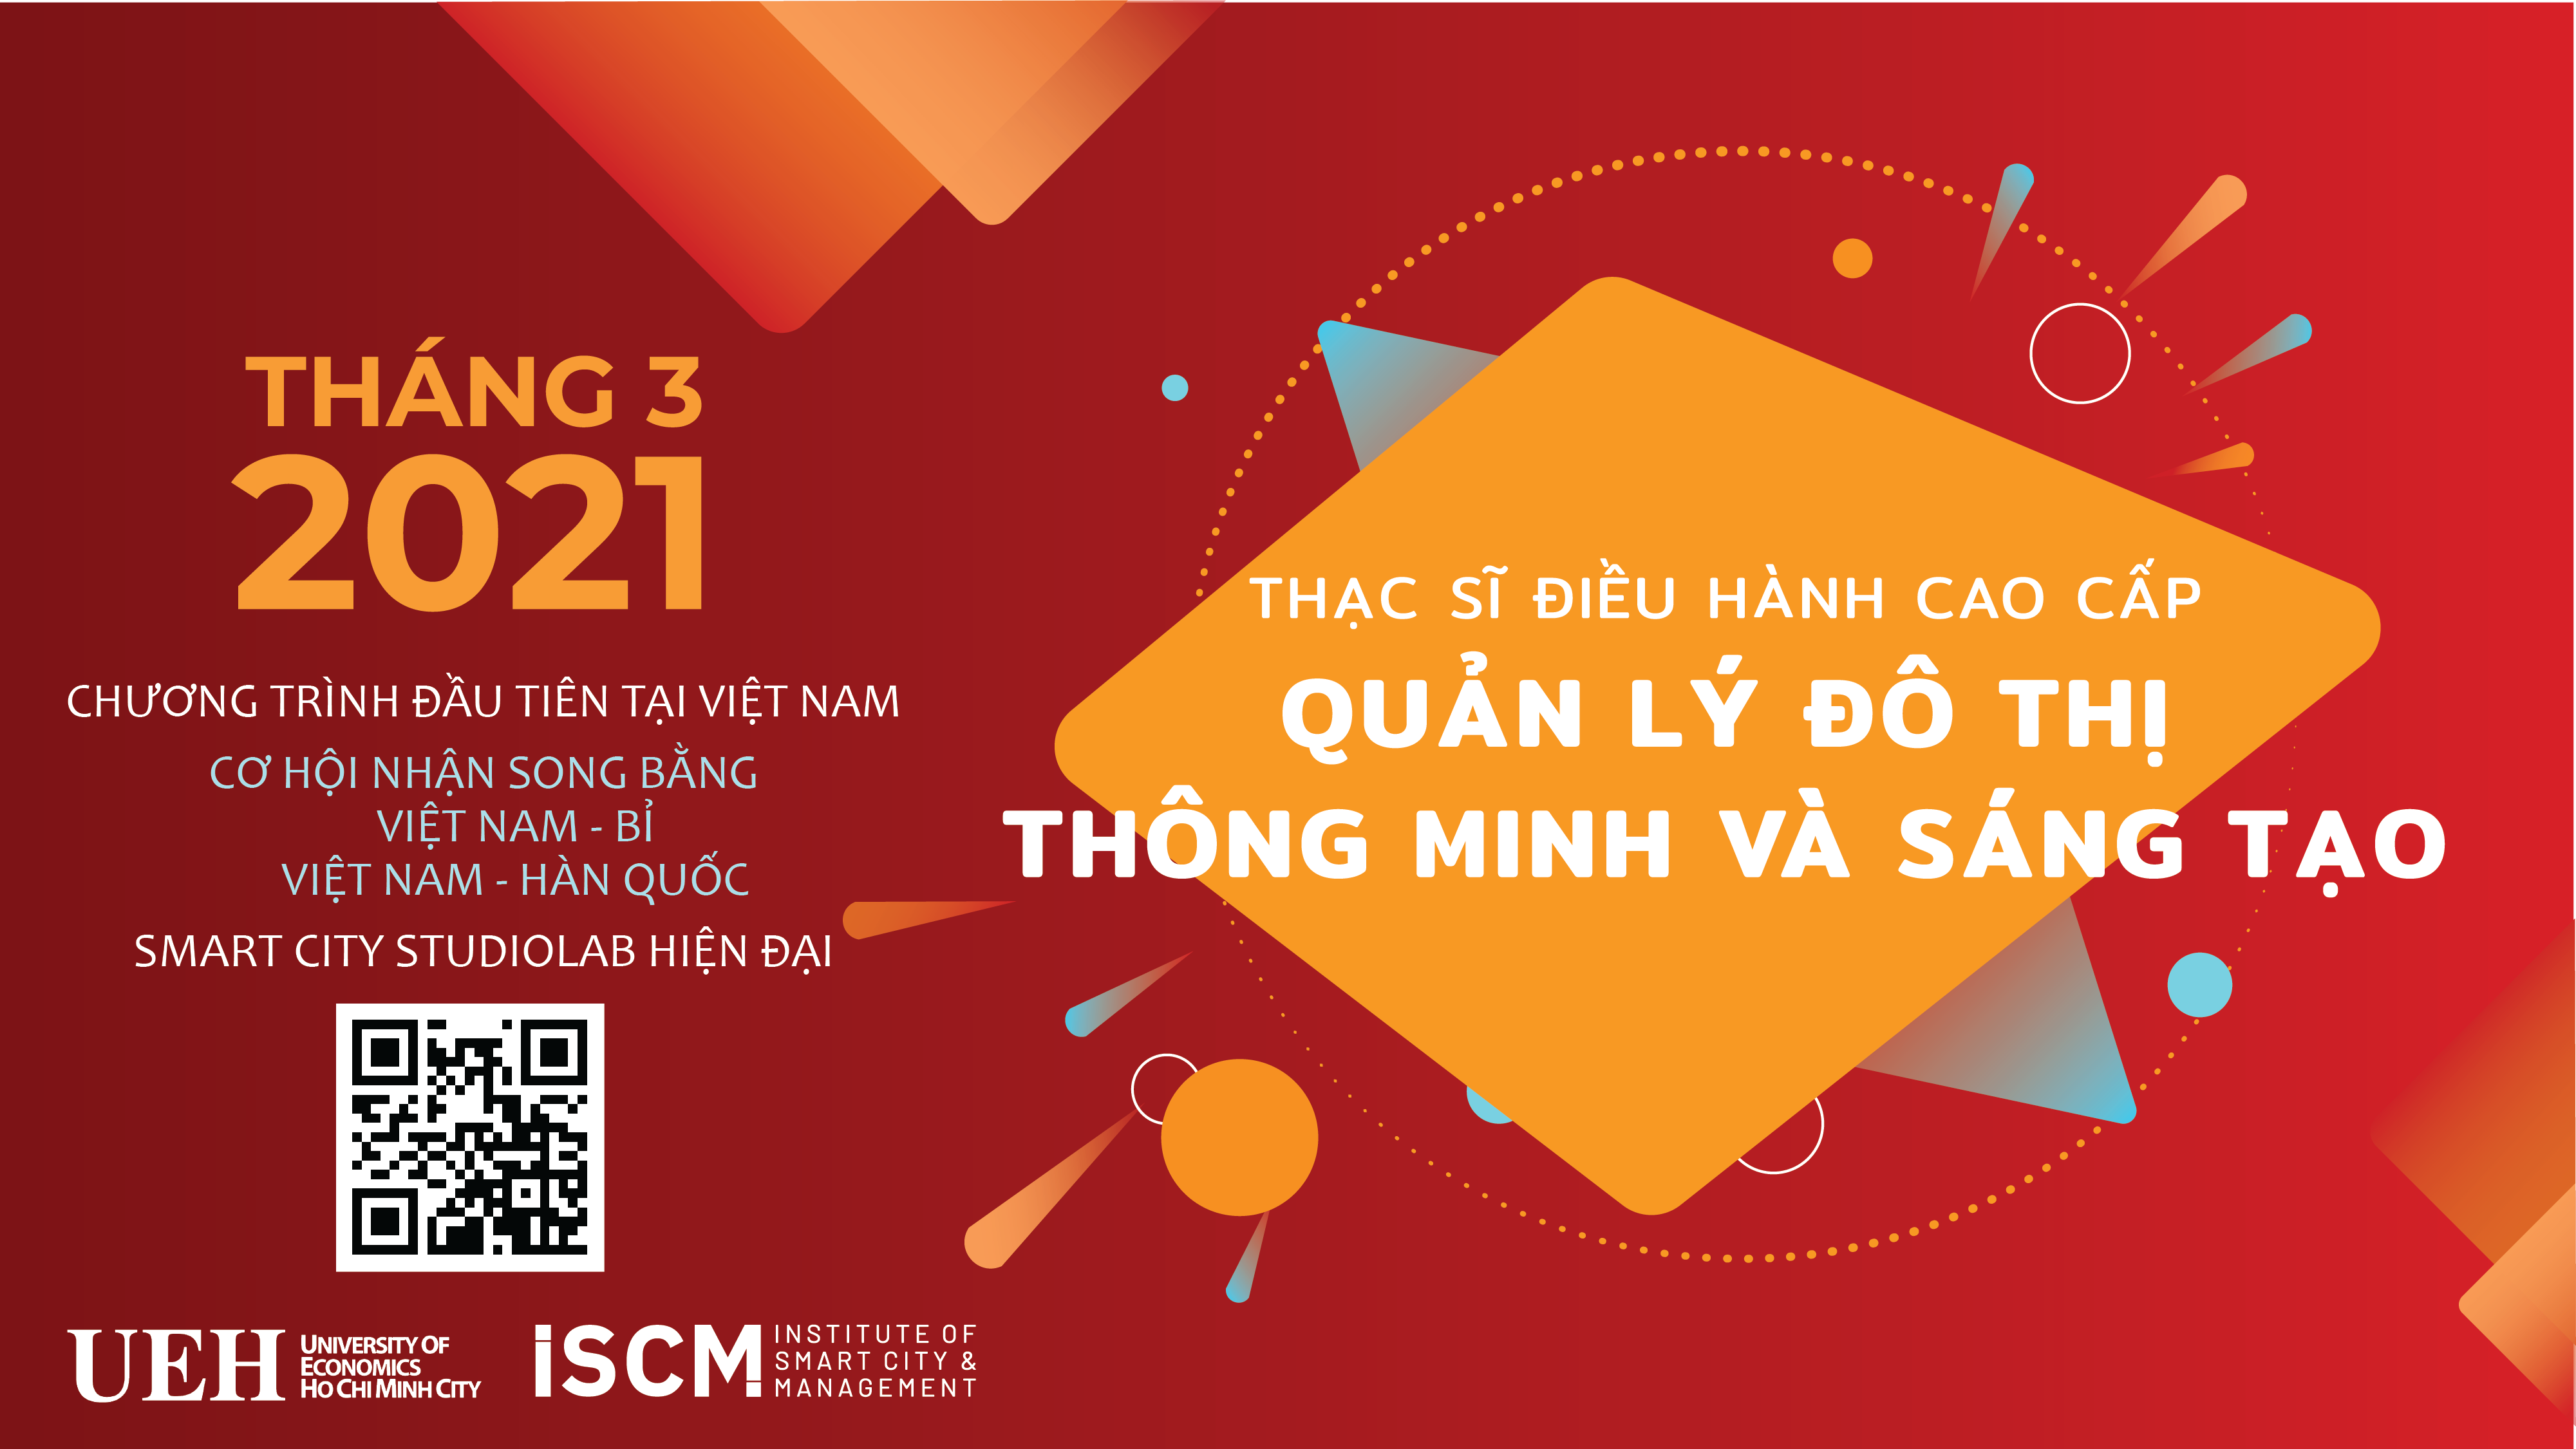 THÁNG 3
2021
CHƯƠNG TRÌNH ĐẦU TIÊN TẠI VIỆT NAM
CƠ HỘI NHẬN SONG BẰNG
VIỆT NAM - BỈ
VIỆT NAM - HÀN QUỐC
SMART CITY STUDIOLAB HIỆN ĐẠI
THẠC SĨ ĐIỀU HÀNH CAO CẤP
QUẢN LÝ ĐÔ THỊ
THÔNG MINH VÀ SÁNG TẠO
UEH
UNIVERSITY OF
ECONOMICS
HO CHI MINH CITY
iSCM
INSTITUTE OF
SMART CITY &
MANAGEMENT